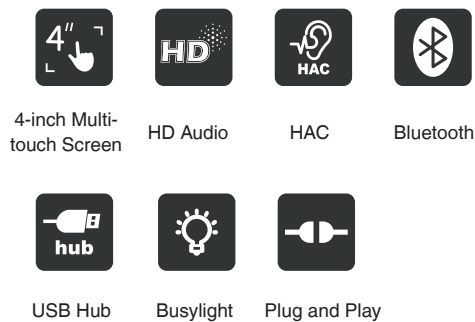 4"
HD
HAC
4-inch Multi-
touch Screen
HD Audio
HAC
Bluetooth
hub
USB Hub
Busylight
Plug and Play